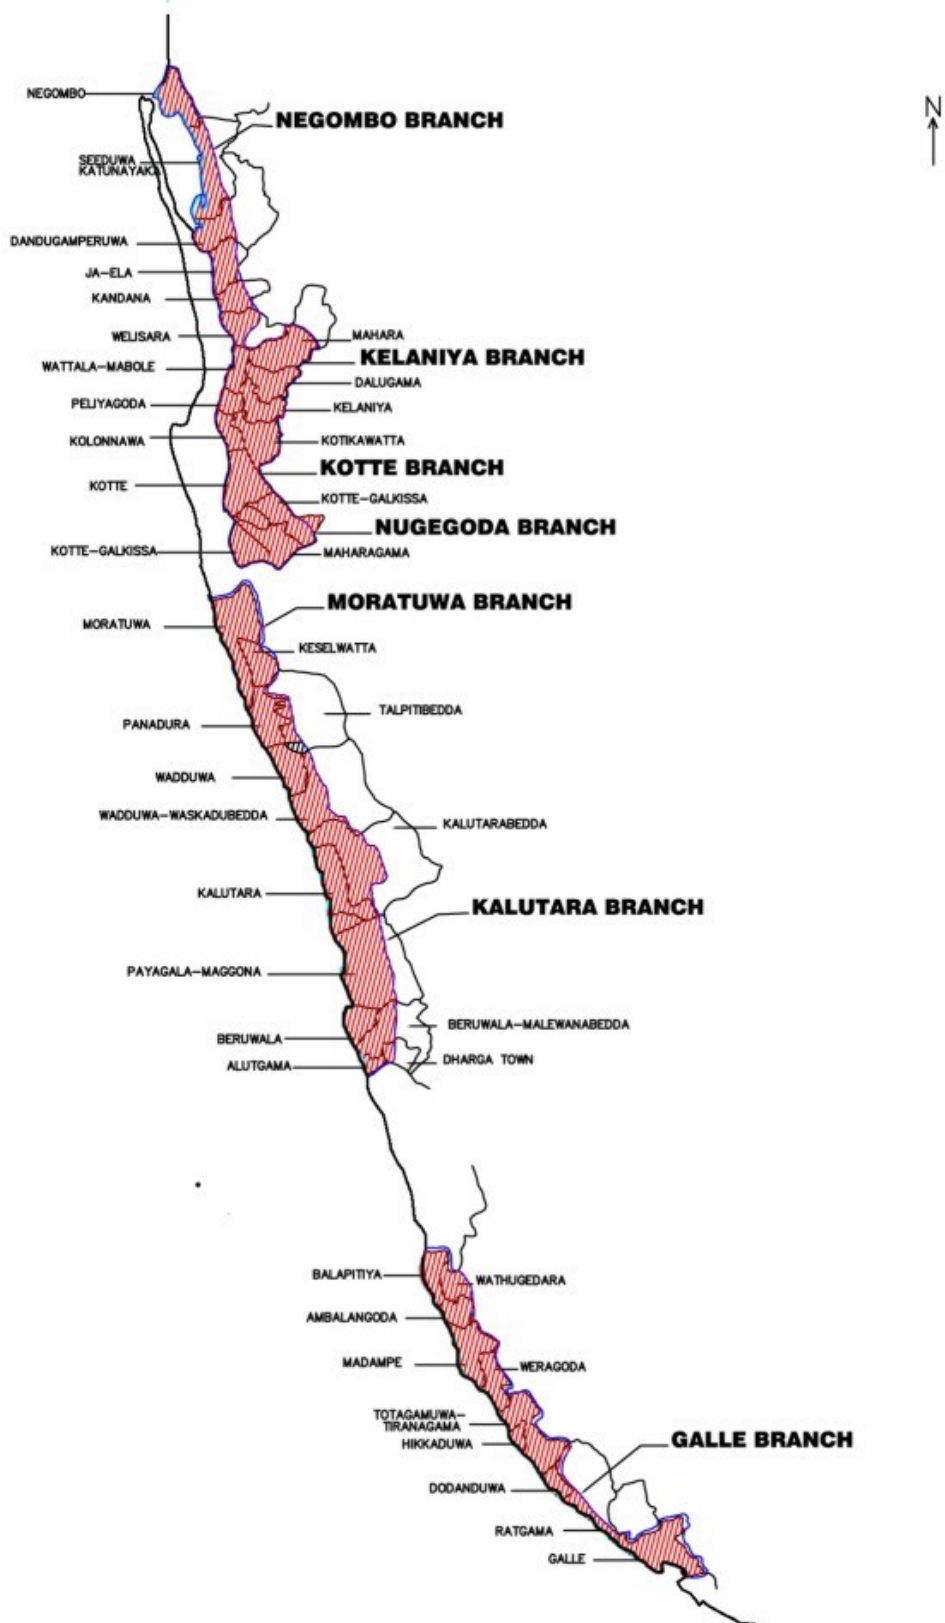 N
NEGOMBO
NEGOMBO BRANCH
SEEDUWA
KATUNAYAKA
DANDUGAMPERUWA
JA-ELA
KANDANA
WELISARA
MAHARA
KELANIYA BRANCH
WATTALA-MABOLE
DALUGAMA
PELIYAGODA
KELANIYA
KOLONNAWA
KOTIKAWATTA
KOTTE BRANCH
KOTTE
KOTTE-GALKISSA
NUGEGODA BRANCH
KOTTE-GALKISSA
MAHARAGAMA
MORATUWA BRANCH
MORATUWA
KESELWATTA
TALPITIBEDDA
PANADURA
WADDUWA
WADDUWA-WASKADUBEDDA
KALUTARABEDDA
KALUTARA
KALUTARA BRANCH
PAYAGALA-MAGGONA
BERUWALA-MALEWANABEDDA
BERUWALA
DHARGA TOWN
ALUTGAMA
BALAPITIYA
WATHUGEDARA
AMBALANGODA
MADAMPE
WERAGODA
TOTAGAMUWA-
TIRANAGAMA
HIKKADUWA
GALLE BRANCH
DODANDUWA
RATGAMA
GALLE